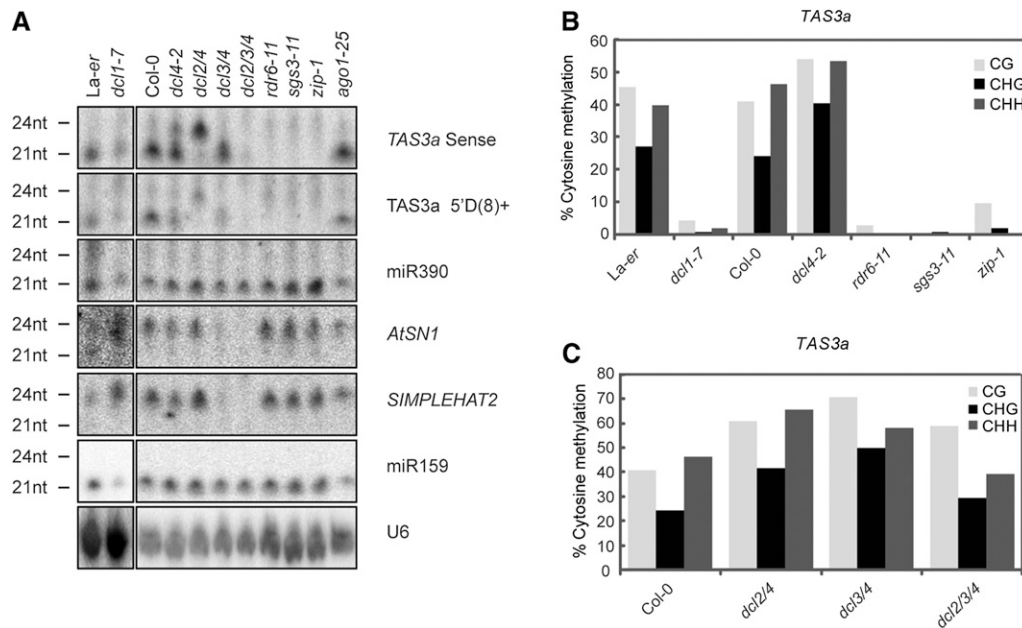 A
La-er
dcl1-7
Col-0
dcl4-2
dcl2/4
dcl3/4
dcl2/3/4
rdr6-11
sgs3-11
zip-1
ago1-25
24nt –
21nt –
TAS3a Sense
24nt –
21nt –
TAS3a 5'D(8)+
24nt –
21nt –
miR390
24nt –
21nt –
AtSN1
24nt –
21nt –
SIMPLEHAT2
24nt –
21nt –
miR159
U6
B
TAS3a
% Cytosine methylation
60
50
40
30
20
10
0
CG
CHG
CHH
La-er
dcl1-7
Col-0
dcl4-2
rdr6-11
sgs3-11
zip-1
C
TAS3a
% Cytosine methylation
80
70
60
50
40
30
20
10
0
CG
CHG
CHH
Col-0
dcl2/4
dcl3/4
dcl2/3/4